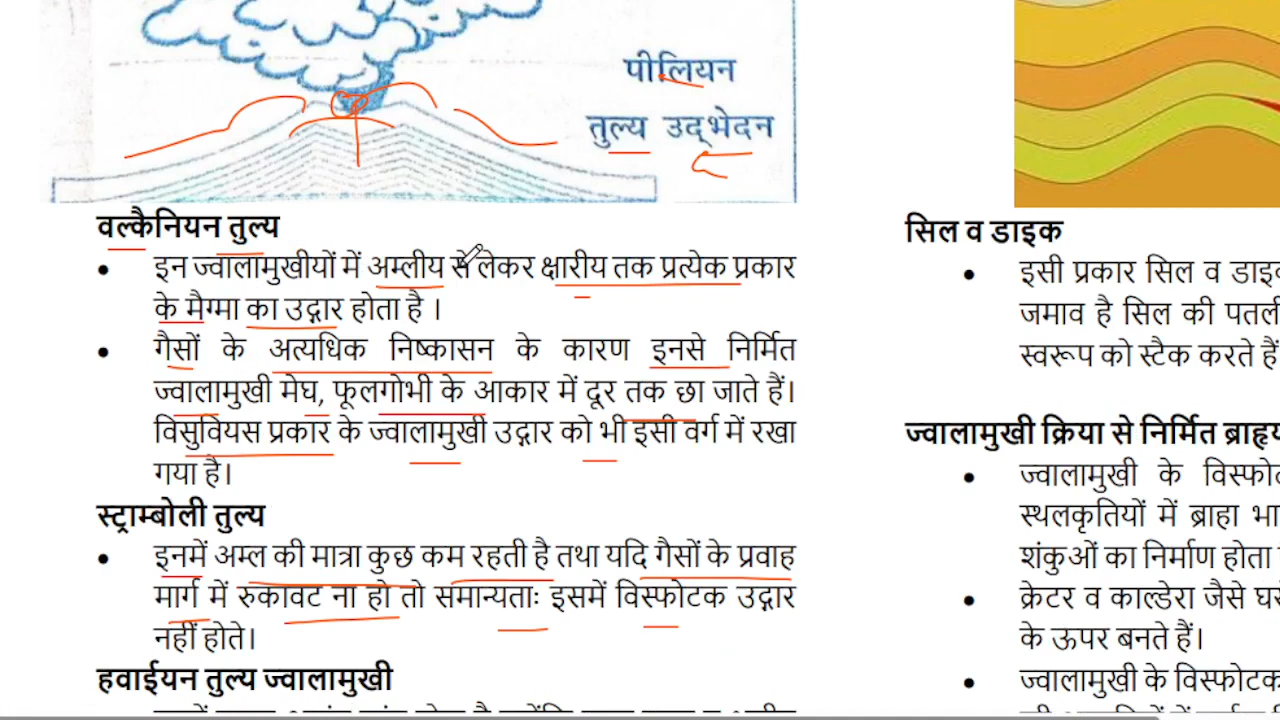 पीलियन
तुल्य उद्भेदन
वल्कैनियन तुल्य
• इन ज्वालामुखीयों में अम्लीय से लेकर क्षारीय तक प्रत्येक प्रकार
के मैग्मा का उद्गार होता है ।
• गैसों के अत्यधिक निष्कासन के कारण इनसे निर्मित
ज्वालामुखी मेघ, फूलगोभी के आकार में दूर तक छा जाते हैं।
विसुवियस प्रकार के ज्वालामुखी उद्गार को भी इसी वर्ग में रखा
गया है।
स्ट्राम्बोली तुल्य
• इनमें अम्ल की मात्रा कुछ कम रहती है तथा यदि गैसों के प्रवाह
मार्ग में रुकावट ना हो तो समान्यताः इसमें विस्फोटक उद्गार
नहीं होते।
हवाईयन तुल्य ज्वालामुखी
सिल व डाइक
• इसी प्रकार सिल व
जमाव है सिल की
स्वरूप को स्टैक करते हैं
ज्वालामुखी क्रिया से निर्मित
• ज्वालामुखी के
स्थलकृतियों में ब्राहा
शंकुओं का निर्माण होता
• क्रेटर व काल्डेरा जैसे
के ऊपर बनते हैं।
• ज्वालामुखी के